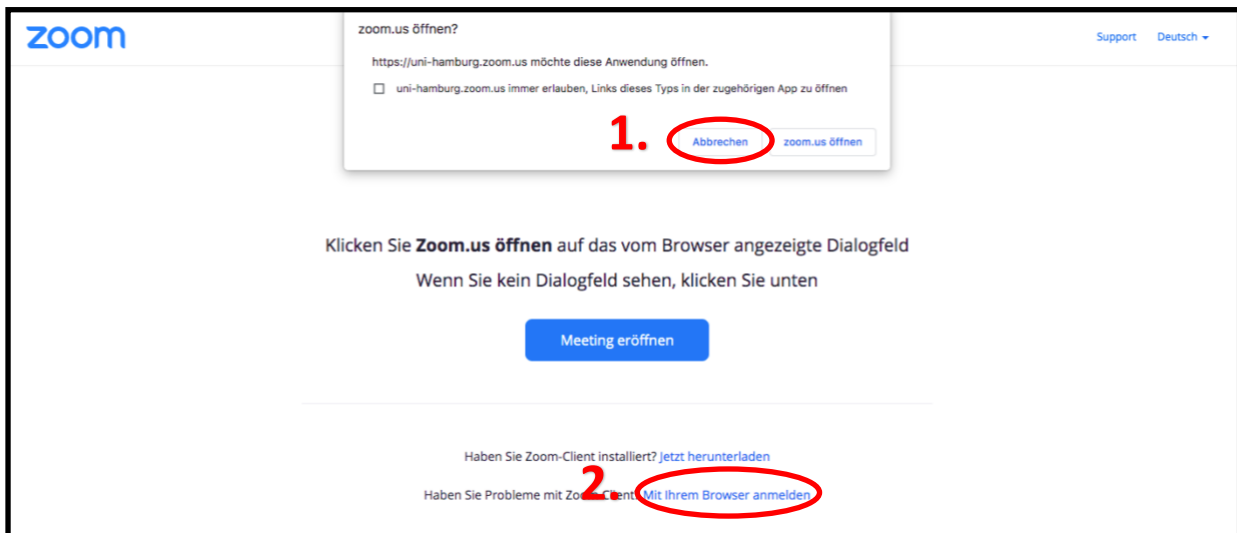 zoom
zoom.us öffnen?
Support Deutsch
https://uni-hamburg.zoom.us möchte diese Anwendung öffnen.
uni-hamburg.zoom.us immer erlauben, Links dieses Typs in der zugehörigen App zu öffnen
1.
Abbrechen zoom.us öffnen
Klicken Sie Zoom.us öffnen auf das vom Browser angezeigte Dialogfeld
Wenn Sie kein Dialogfeld sehen, klicken Sie unten
Meeting eröffnen
Haben Sie Zoom-Client installiert? Jetzt herunterladen
2.
Haben Sie Probleme mit Zoom-Client? Mit Ihrem Browser anmelden